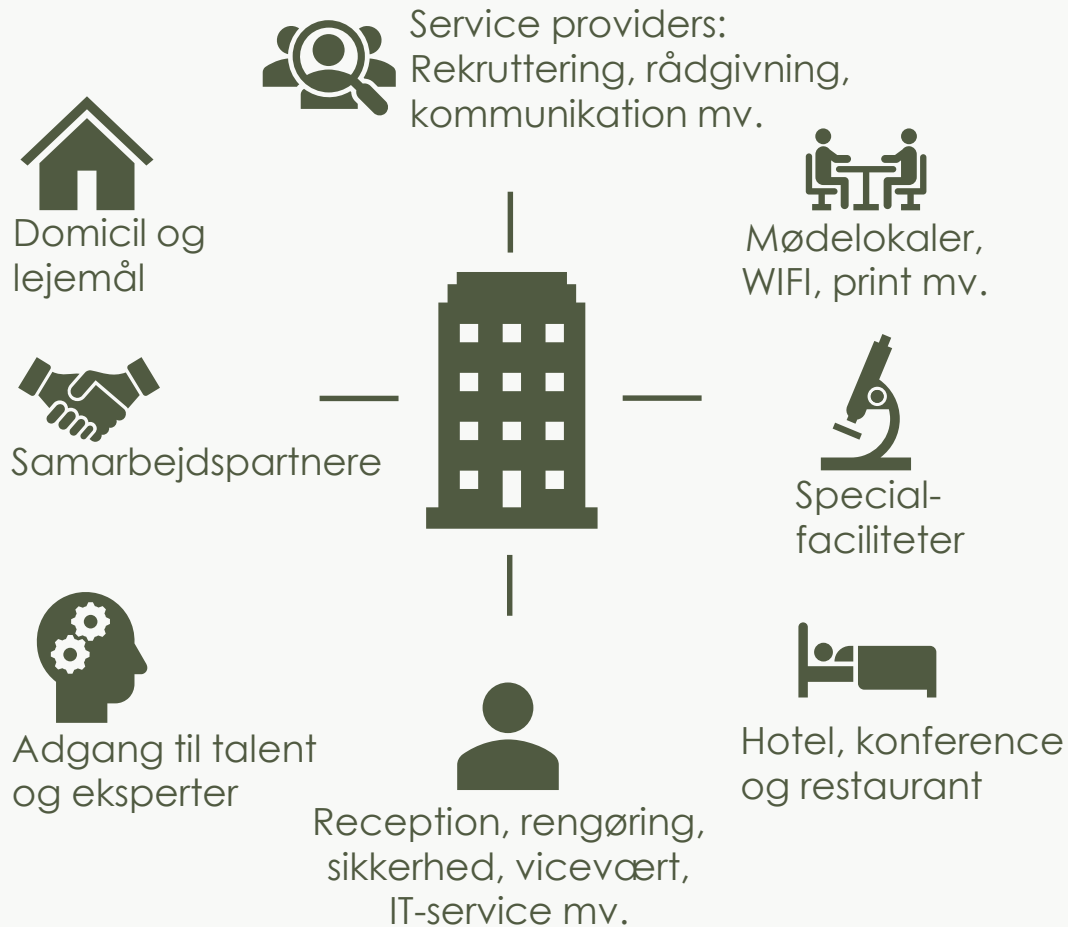 Service providers:
Rekruttering, rådgivning,
kommunikation mv.
Domicil og
lejemål
Mødelokaler,
WIFI, print mv.
Samarbejdspartnere
Special-
faciliteter
Adgang til talent
og eksperter
Hotel, konference
og restaurant
Reception, rengøring,
sikkerhed, vicevært,
IT-service mv.